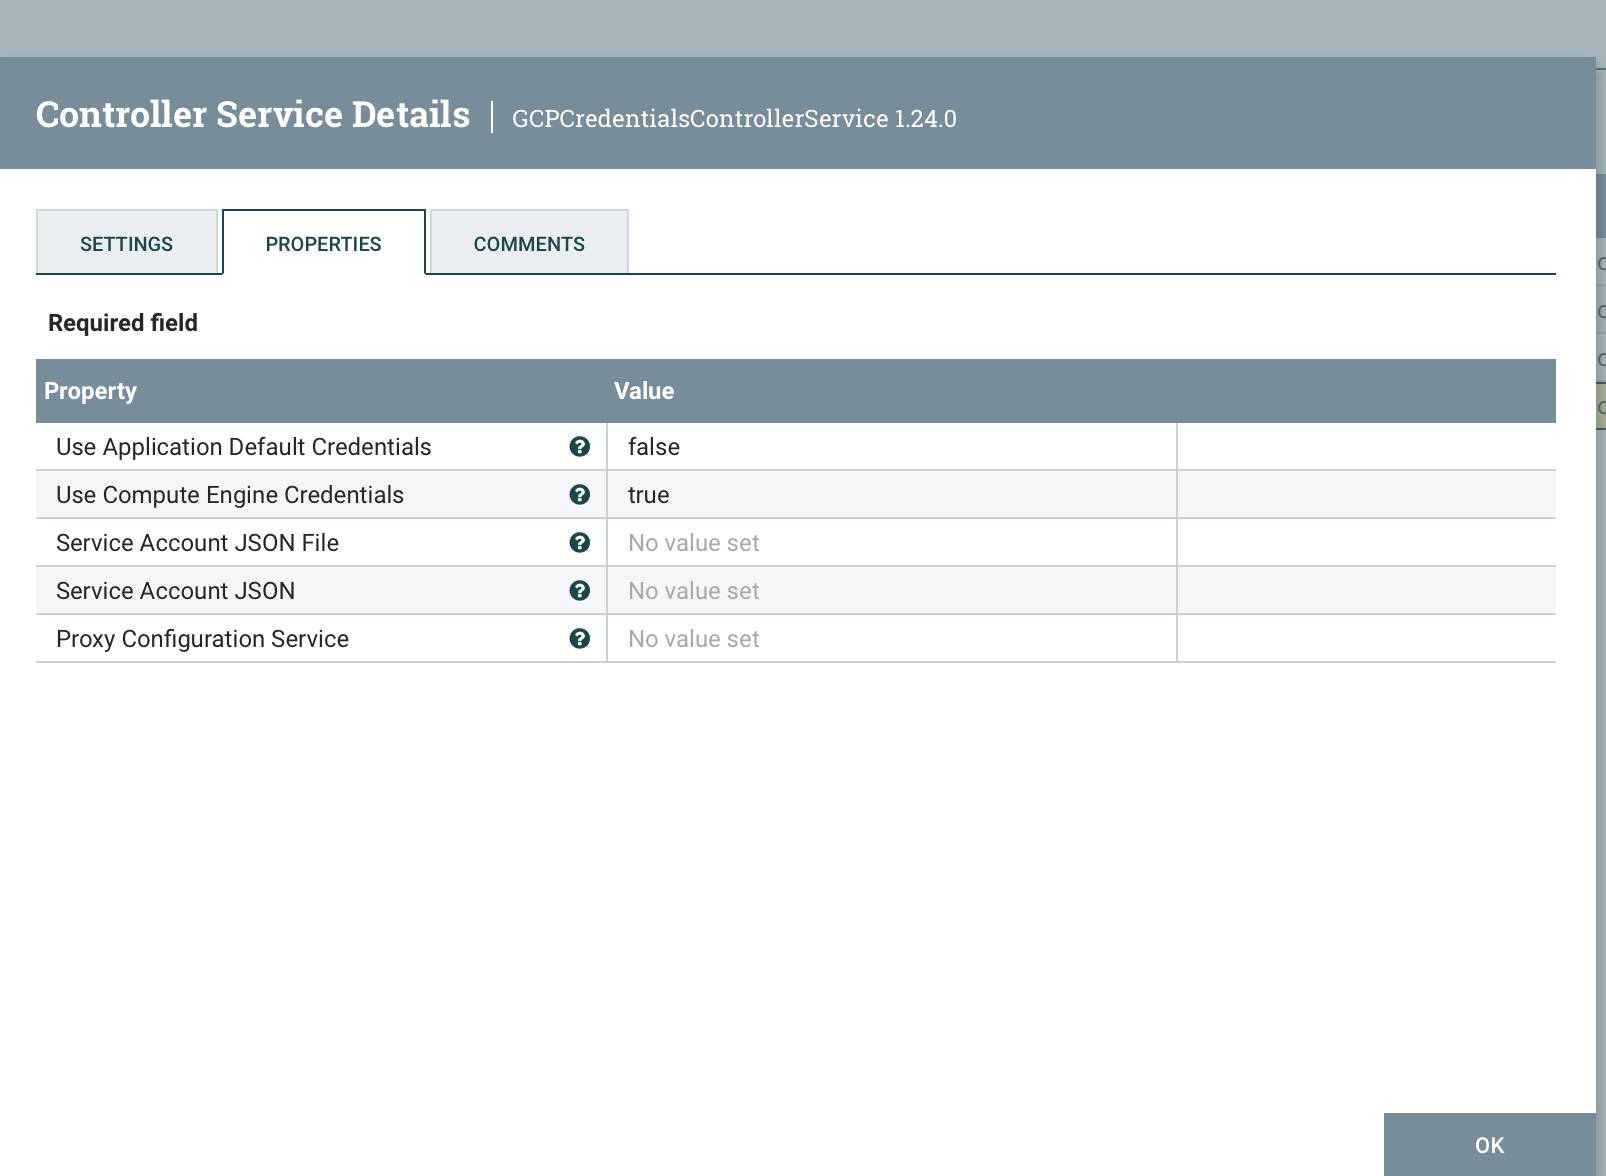 Controller Service Details | GCPCredentialsControllerService 1.24.0
SETTINGS PROPERTIES COMMENTS
Required field
Property Value
Use Application Default Credentials false
Use Compute Engine Credentials true
Service Account JSON File No value set
Service Account JSON No value set
Proxy Configuration Service No value set
OK